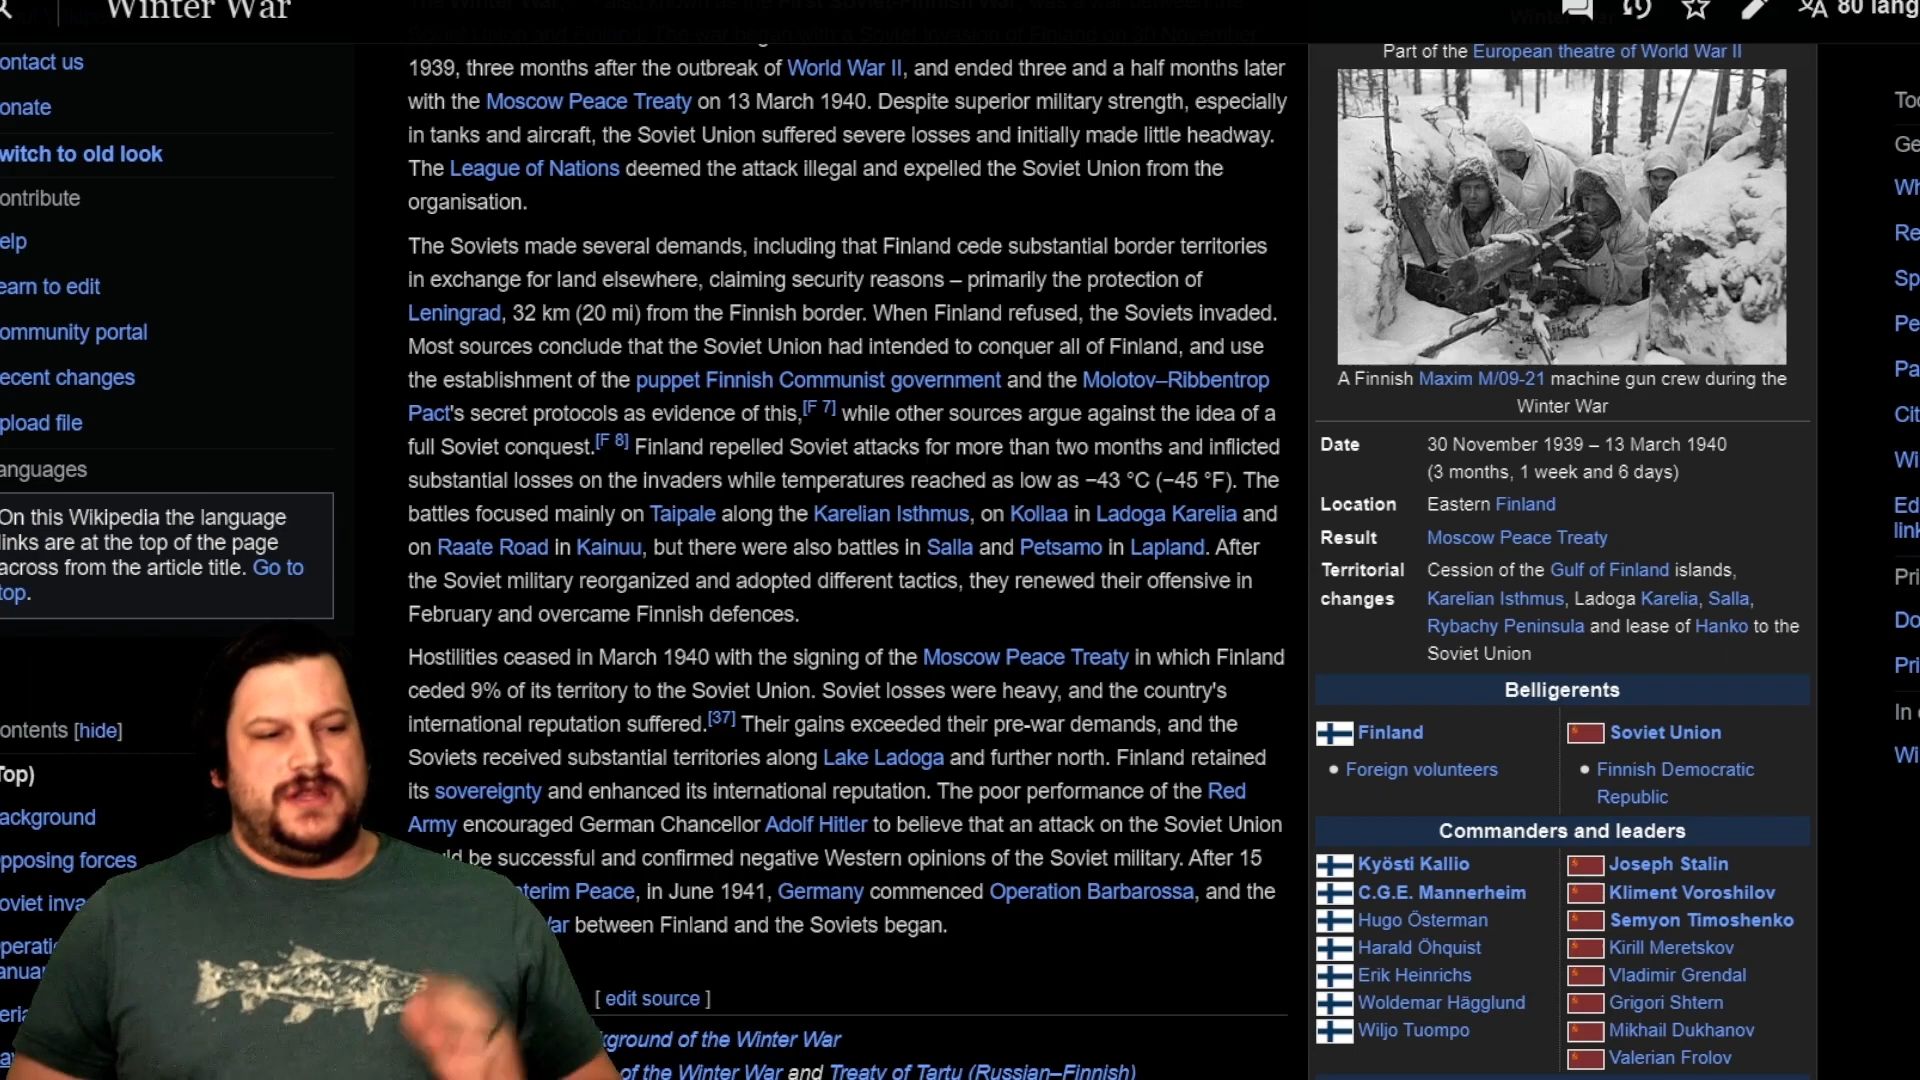 Winter War
80 lang
ontact us
onate
witch to old look
ontribute
elp
earn to edit
ommunity portal
ecent changes
pload file
anguages
On this Wikipedia the language
links are at the top of the page
across from the article title. Go to
top.
ontents [hide]
Top)
ackground
pposing forces
oviet inva
perati
anua
1939, three months after the outbreak of World War II, and ended three and a half months later
with the Moscow Peace Treaty on 13 March 1940. Despite superior military strength, especially
in tanks and aircraft, the Soviet Union suffered severe losses and initially made little headway.
The League of Nations deemed the attack illegal and expelled the Soviet Union from the
organisation.
The Soviets made several demands, including that Finland cede substantial border territories
in exchange for land elsewhere, claiming security reasons – primarily the protection of
Leningrad, 32 km (20 mi) from the Finnish border. When Finland refused, the Soviets invaded.
Most sources conclude that the Soviet Union had intended to conquer all of Finland, and use
the establishment of the puppet Finnish Communist government and the Molotov–Ribbentrop
Pact's secret protocols as evidence of this,[F 7] while other sources argue against the idea of a
full Soviet conquest.[F 8] Finland repelled Soviet attacks for more than two months and inflicted
substantial losses on the invaders while temperatures reached as low as −43 °C (−45 °F). The
battles focused mainly on Taipale along the Karelian Isthmus, on Kollaa in Ladoga Karelia and
on Raate Road in Kainuu, but there were also battles in Salla and Petsamo in Lapland. After
the Soviet military reorganized and adopted different tactics, they renewed their offensive in
February and overcame Finnish defences.
Hostilities ceased in March 1940 with the signing of the Moscow Peace Treaty in which Finland
ceded 9% of its territory to the Soviet Union. Soviet losses were heavy, and the country's
international reputation suffered.[37] Their gains exceeded their pre-war demands, and the
Soviets received substantial territories along Lake Ladoga and further north. Finland retained
its sovereignty and enhanced its international reputation. The poor performance of the Red
Army encouraged German Chancellor Adolf Hitler to believe that an attack on the Soviet Union
ld be successful and confirmed negative Western opinions of the Soviet military. After 15
nterim Peace, in June 1941, Germany commenced Operation Barbarossa, and the
ar between Finland and the Soviets began.
[ edit source ]
kground of the Winter War
of the Winter War and Treaty of Tartu (Russian–Finnish)
Part of the European theatre of World War II
A Finnish Maxim M/09-21 machine gun crew during the
Winter War
Date 30 November 1939 – 13 March 1940
(3 months, 1 week and 6 days)
Location Eastern Finland
Result Moscow Peace Treaty
Territorial Cession of the Gulf of Finland islands,
changes Karelian Isthmus, Ladoga Karelia, Salla,
Rybachy Peninsula and lease of Hanko to the
Soviet Union
Belligerents
Finland Soviet Union
Foreign volunteers Finnish Democratic
Republic
Commanders and leaders
Kyösti Kallio Joseph Stalin
C.G.E. Mannerheim Kliment Voroshilov
Hugo Österman Semyon Timoshenko
Harald Öhquist Kirill Meretskov
Erik Heinrichs Vladimir Grendal
Woldemar Hägglund Grigori Shtern
Wiljo Tuompo Mikhail Dukhanov
Valerian Frolov
Too
Ge
Wh
Re
Sp
Pe
Pa
Cit
Wi
Ed
link
Pri
Do
Pri
In
Wi